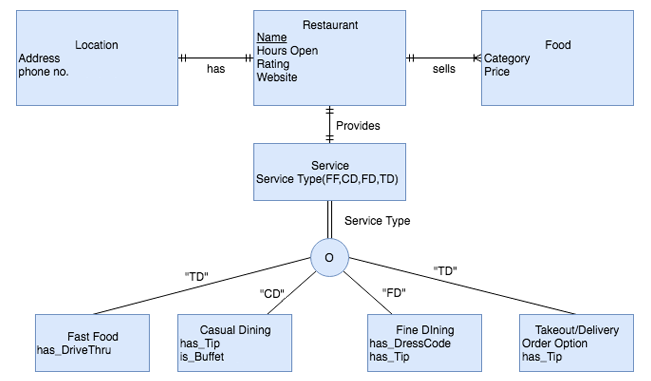 Location
Address
phone no.
has
Restaurant
Name
Hours Open
Rating
Website
sells
Food
Category
Price
Provides
Service
Service Type(FF,CD,FD,TD)
Service Type
O
"TD"
"CD"
"FD"
"TD"
Fast Food
has_DriveThru
Casual Dining
has_Tip
is_Buffet
Fine DIning
has_DressCode
has_Tip
Takeout/Delivery
Order Option
has_Tip